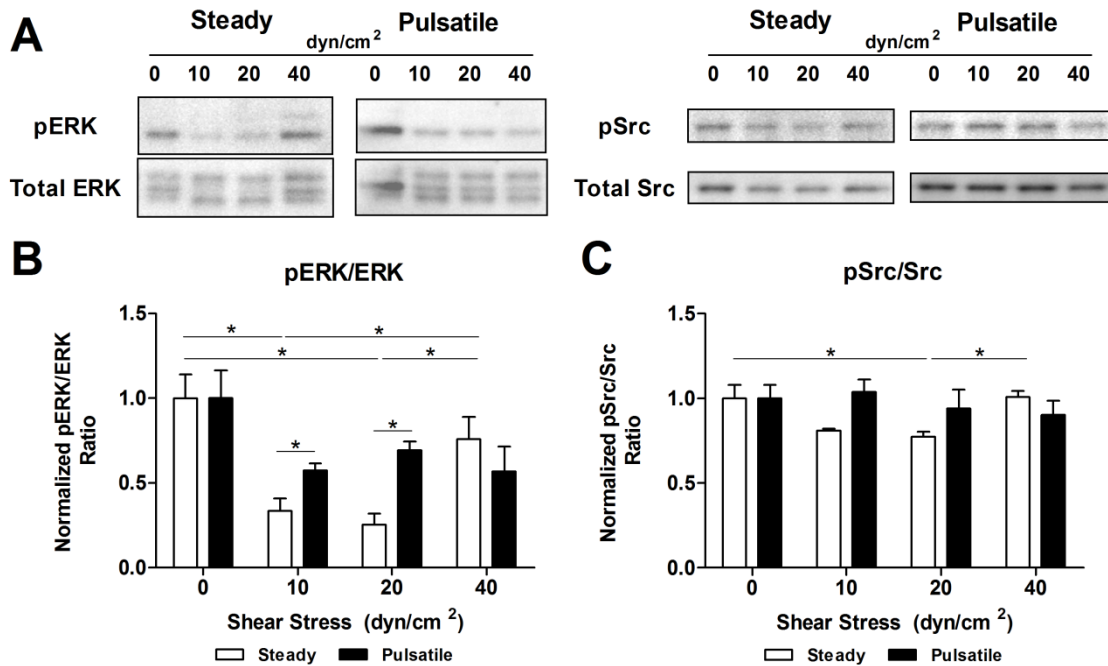 A
Steady Pulsatile
dyn/cm²
0 10 20 40 0 10 20 40
pERK
Total ERK
Steady Pulsatile
dyn/cm²
0 10 20 40 0 10 20 40
pSrc
Total Src
B
pERK/ERK
Normalized pERK/ERK
Ratio
1.5
1.0
0.5
0.0
* *
* *
* *
0 10 20 40
Shear Stress (dyn/cm ²)
Steady Pulsatile
C
pSrc/Src
Normalized pSrc/Src
Ratio
1.5
1.0
0.5
0.0
* *
0 10 20 40
Shear Stress (dyn/cm ²)
Steady Pulsatile